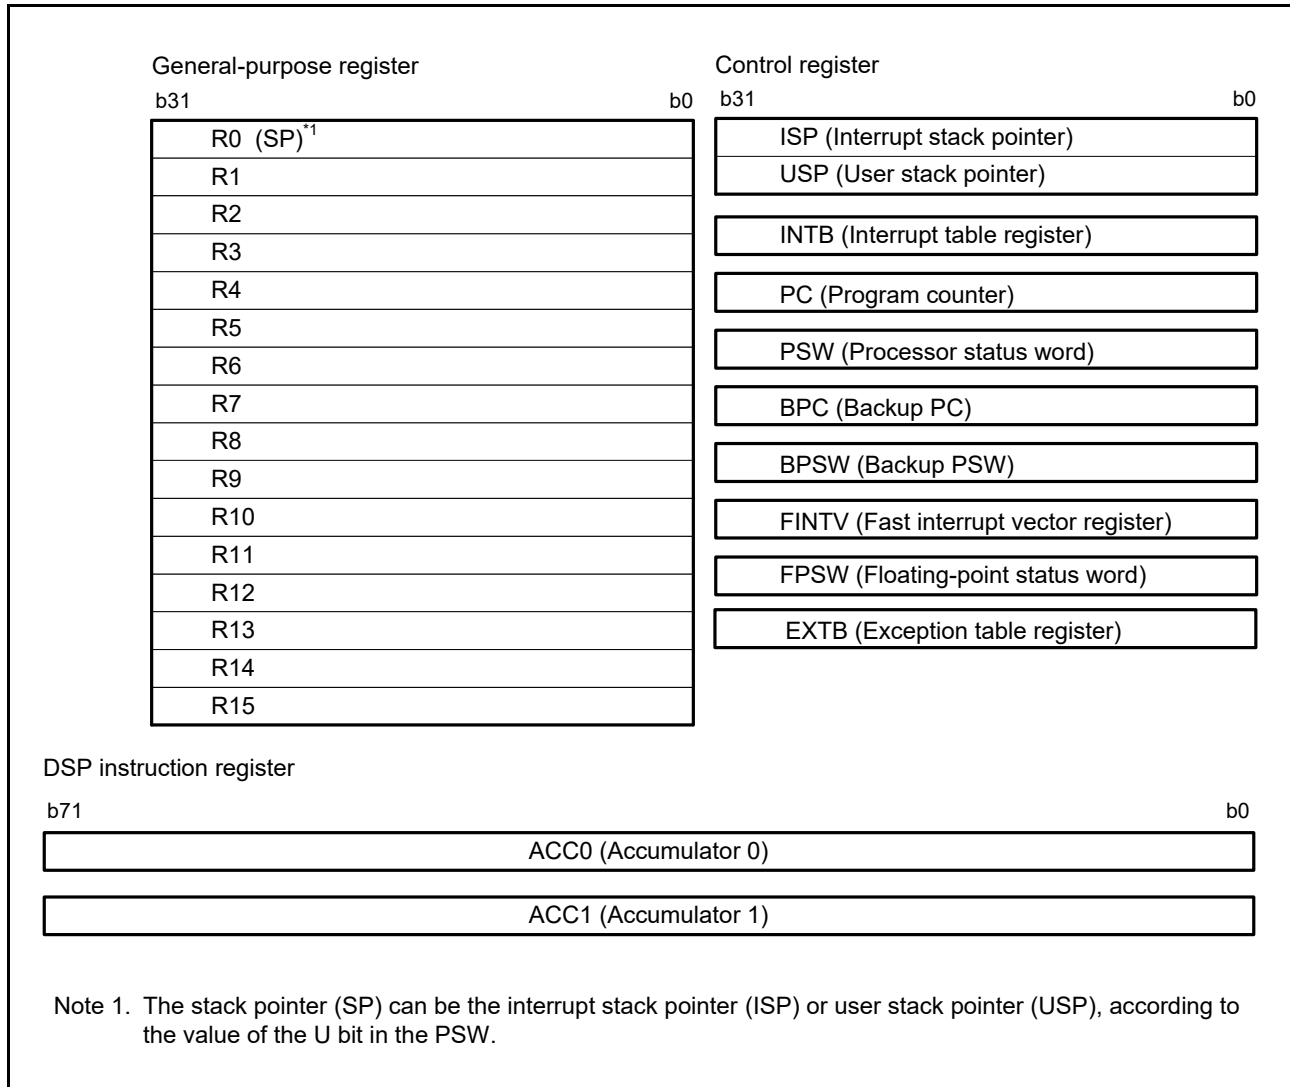 General-purpose register
b31 b0
R0 (SP)*1
R1
R2
R3
R4
R5
R6
R7
R8
R9
R10
R11
R12
R13
R14
R15
Control register
b31 b0
ISP (Interrupt stack pointer)
USP (User stack pointer)
INTB (Interrupt table register)
PC (Program counter)
PSW (Processor status word)
BPC (Backup PC)
BPSW (Backup PSW)
FINTV (Fast interrupt vector register)
FPSW (Floating-point status word)
EXTB (Exception table register)
DSP instruction register
b71 b0
ACC0 (Accumulator 0)
ACC1 (Accumulator 1)
Note 1. The stack pointer (SP) can be the interrupt stack pointer (ISP) or user stack pointer (USP), according to
the value of the U bit in the PSW.